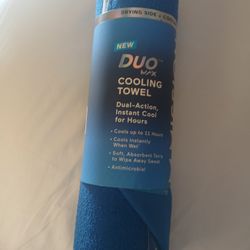 DRYING SIDE
NEW
DUO™
MAX
COOLING
TOWEL
Dual-Action,
Instant Cool
for Hours
• Cools up to 11 Hours
• Cools Instantly
When Wet
• Soft, Absorbent Terry
to Wipe Away Sweat
• Antimicrobial